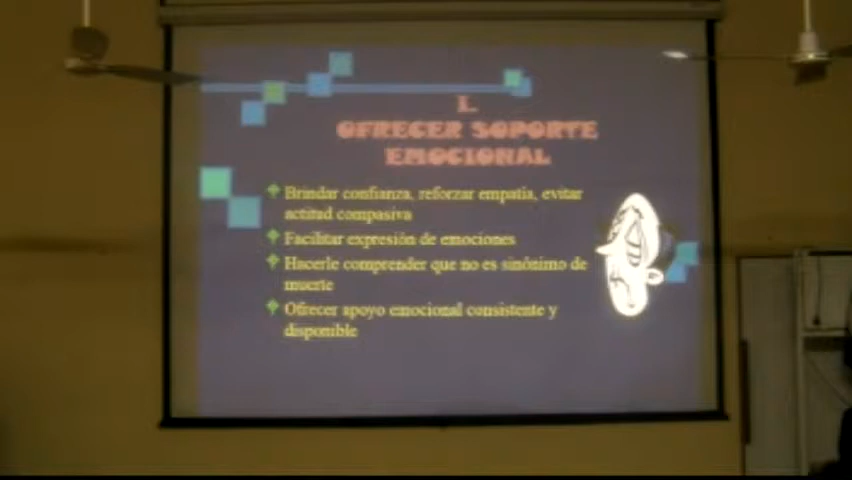 1.
OFRECER SOPORTE
EMOCIONAL
Brindar confianza, reforzar empatía, evitar
actitud compasiva
Facilitar expresión de emociones
Hacerle comprender que no es sinónimo de
muerte
Ofrecer apoyo emocional consistente y
disponible